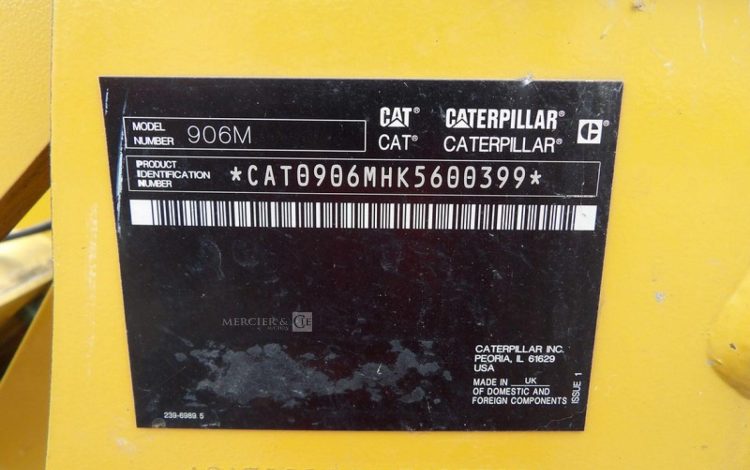 CAT® CATERPILLAR®
MODEL NUMBER 906M
CAT® CATERPILLAR®
PRODUCT IDENTIFICATION NUMBER *CAT0906MHK5600399*
MERCIER & CIE
AUCTION
CATERPILLAR INC.
PEORIA, IL 61629
USA
MADE IN UK
OF DOMESTIC AND
FOREIGN COMPONENTS
ISSUE 1
239-6989 5